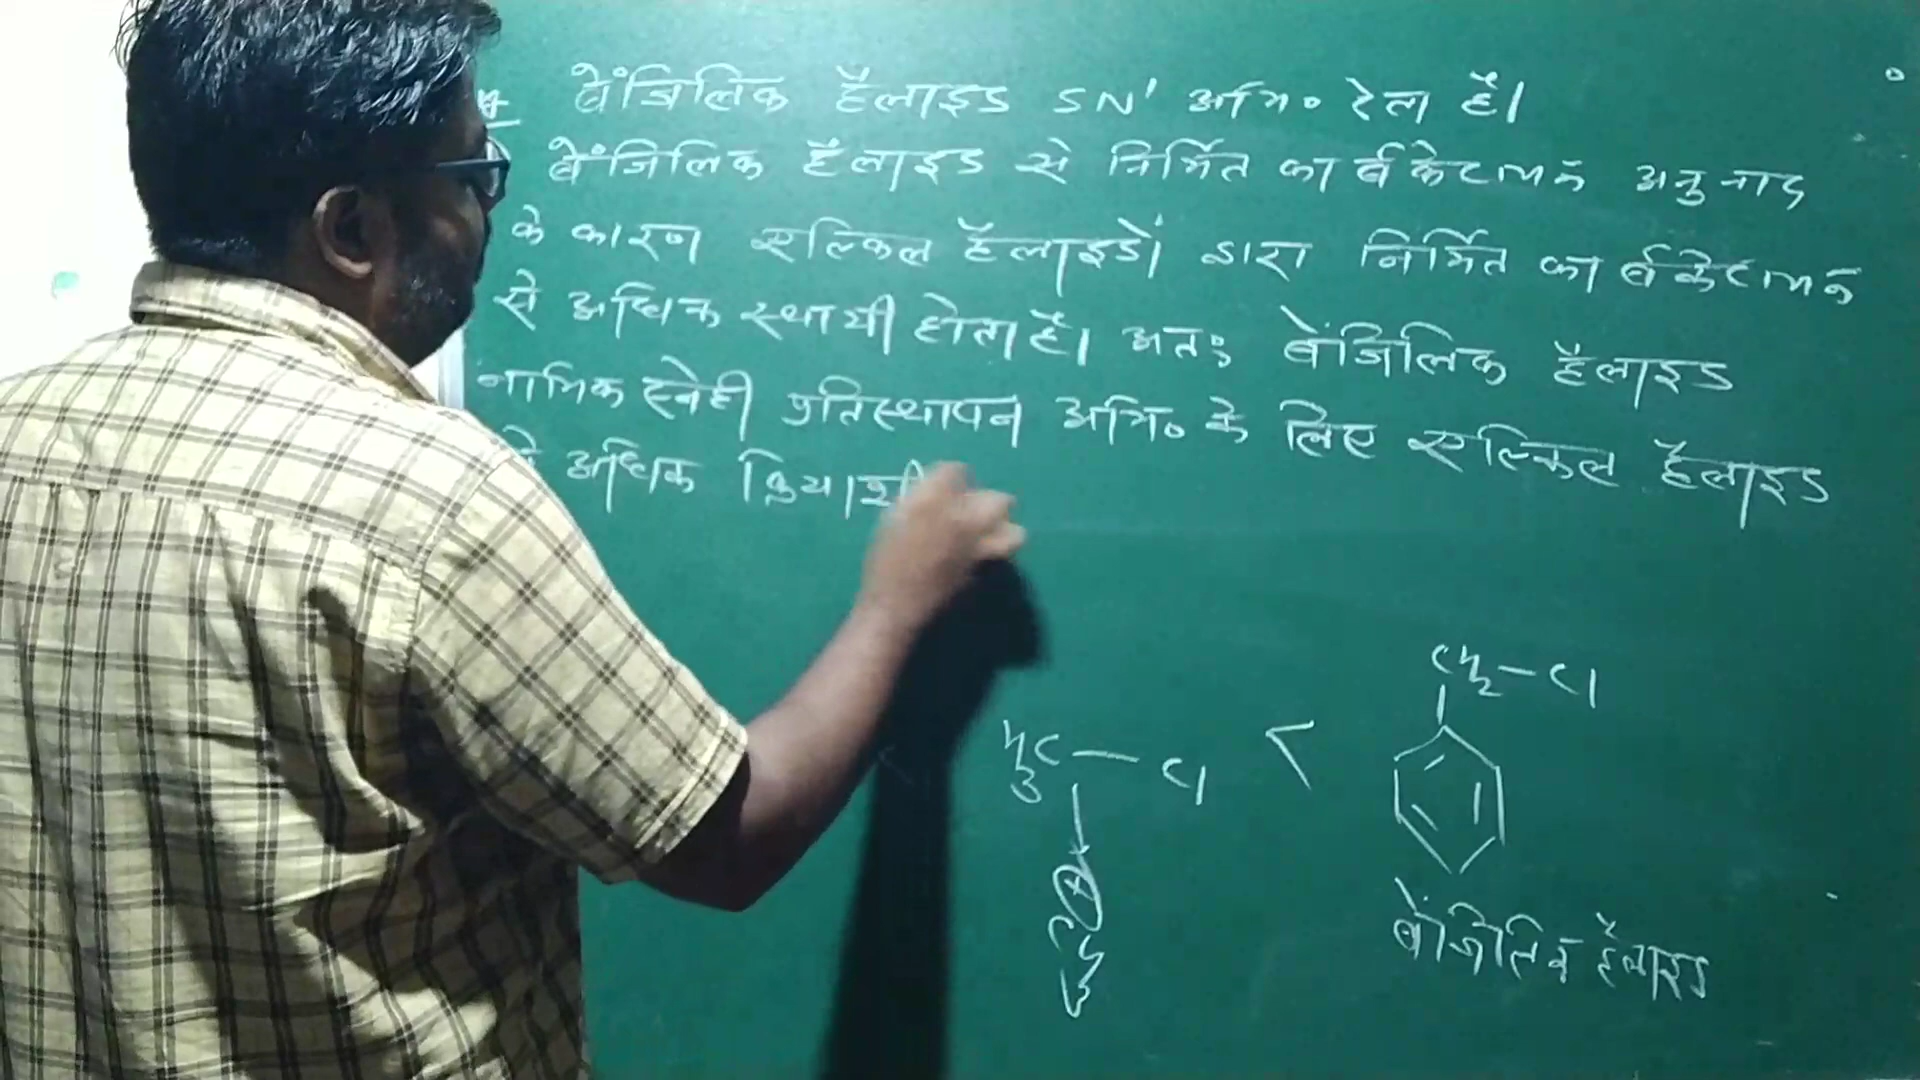 बेंजिलिक हैलाइड SN' अभि० देता है।
बेंजिलिक हैलाइड से निर्मित कार्बकेटायन अनुनाद
के कारण एल्किल हैलाइडों द्वारा निर्मित कार्बकेटायन
से अधिक स्थायी होता है। अतः बेंजिलिक हैलाइड
नाभिक स्नेही प्रतिस्थापन अभि० के लिए एल्किल हैलाइड
अधिक क्रियाशी
CH2-Cl
H3C-Cl <
⊕
CH3
बेंजिलिक हैलाइड